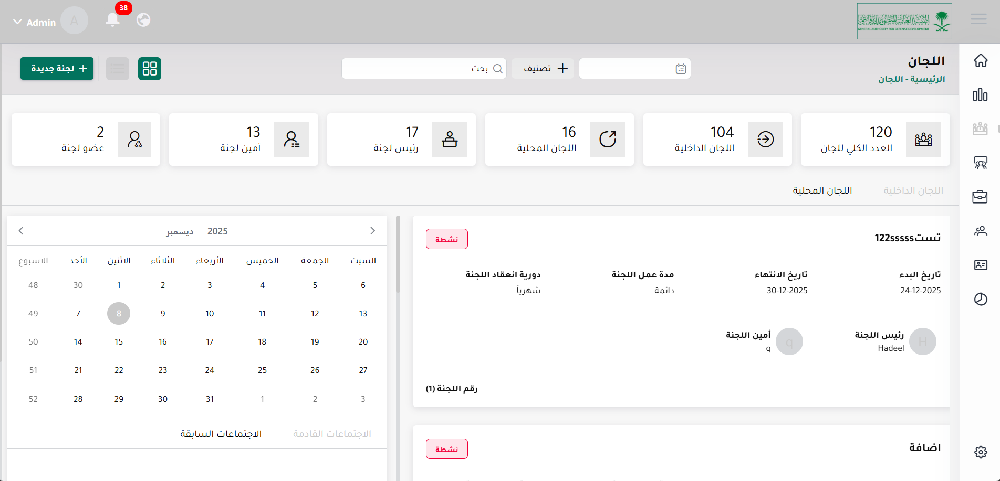 الهيئة العامة للتطوير الدفاعي
GENERAL AUTHORITY FOR DEFENSE DEVELOPMENT
38
A
Admin
اللجان
الرئيسية - اللجان
تصنيف
بحث
لجنة جديدة
120
العدد الكلي للجان
104
اللجان الداخلية
16
اللجان المحلية
17
رئيس لجنة
13
أمين لجنة
2
عضو لجنة
اللجان الداخلية
اللجان المحلية
تست122sssss
نشطة
تاريخ البدء
تاريخ الانتهاء
مدة عمل اللجنة
دورية انعقاد اللجنة
24-12-2025
30-12-2025
دائمة
شهرياً
H
رئيس اللجنة
Hadeel
q
أمين اللجنة
q
رقم اللجنة (1)
اضافة
نشطة
2025 ديسمبر
السبت الجمعة الخميس الأربعاء الثلاثاء الاثنين الأحد الاسبوع
6 5 4 3 2 1 30 48
13 12 11 10 9 8 7 49
20 19 18 17 16 15 14 50
27 26 25 24 23 22 21 51
3 2 1 31 30 29 28 52
الاجتماعات القادمة
الاجتماعات السابقة